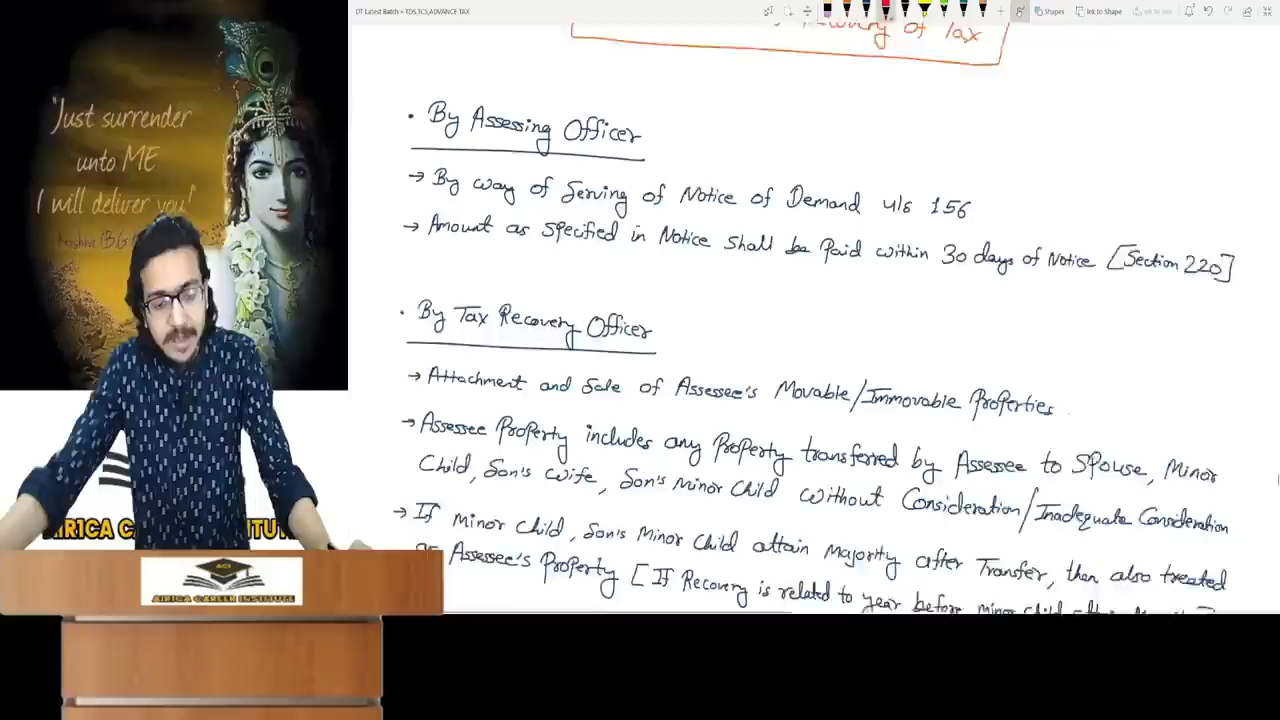 DT Latest Batch + TDS,TCS,ADVANCE TAX
Shapes
Ink to Shape
of Tax
"Just surrender
unto ME
I will deliver you!
• By Assessing Officer
→ By way of Serving of Notice of Demand u/s 156
→ Amount as Specified in Notice Shall be Paid within 30 days of Notice [Section 220]
• By Tax Recovery Officer
→ Attachment and Sale of Assessee's Movable/Immovable Properties
→ Assessee Property includes any Property transferred by Assessee to Spouse, Minor
Child, Son's wife, Son's Minor Child without Consideration/Inadequate Consideration
→ If Minor Child, Son's Minor Child attain Majority after Transfer, then also treated
as Assessee's Property [If Recovery is related to year before minor child
ACI
AIRICA CAREER INSTITUTE